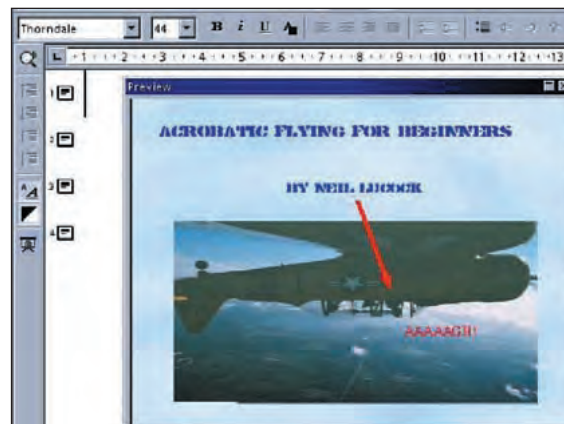 Thorndale 44 B i U A
1 2 3 4 5 6 7 8 9 10 11 12 13
Preview
1
2
3
4
ACROBATIC FLYING FOR BEGINNERS
BY NEIL LUCOCK
AAAAAGH!